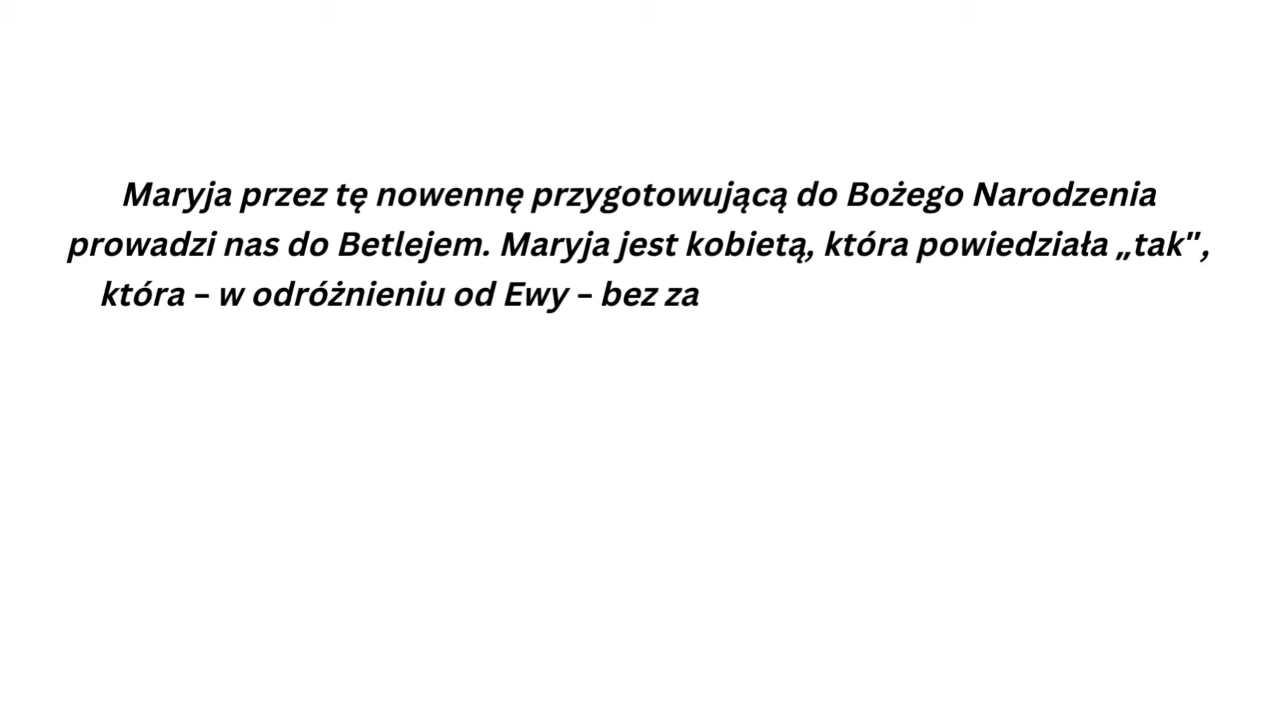 Maryja przez tę nowennę przygotowującą do Bożego Narodzenia
prowadzi nas do Betlejem. Maryja jest kobietą, która powiedziała „tak",
która – w odróżnieniu od Ewy – bez za